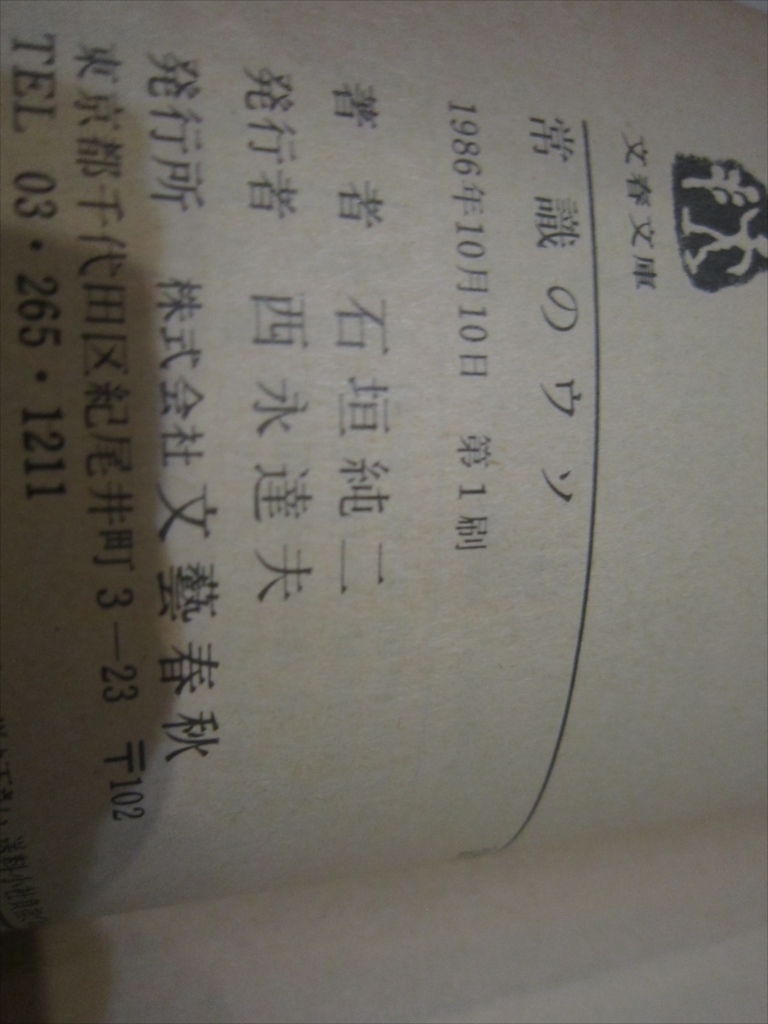 文春文庫
常識のウソ
1986年10月10日 第1刷
著者 石垣純二
発行者 西永達夫
発行所 株式会社 文藝春秋
東京都千代田区紀尾井町3-23 〒102
TEL 03・265・1211